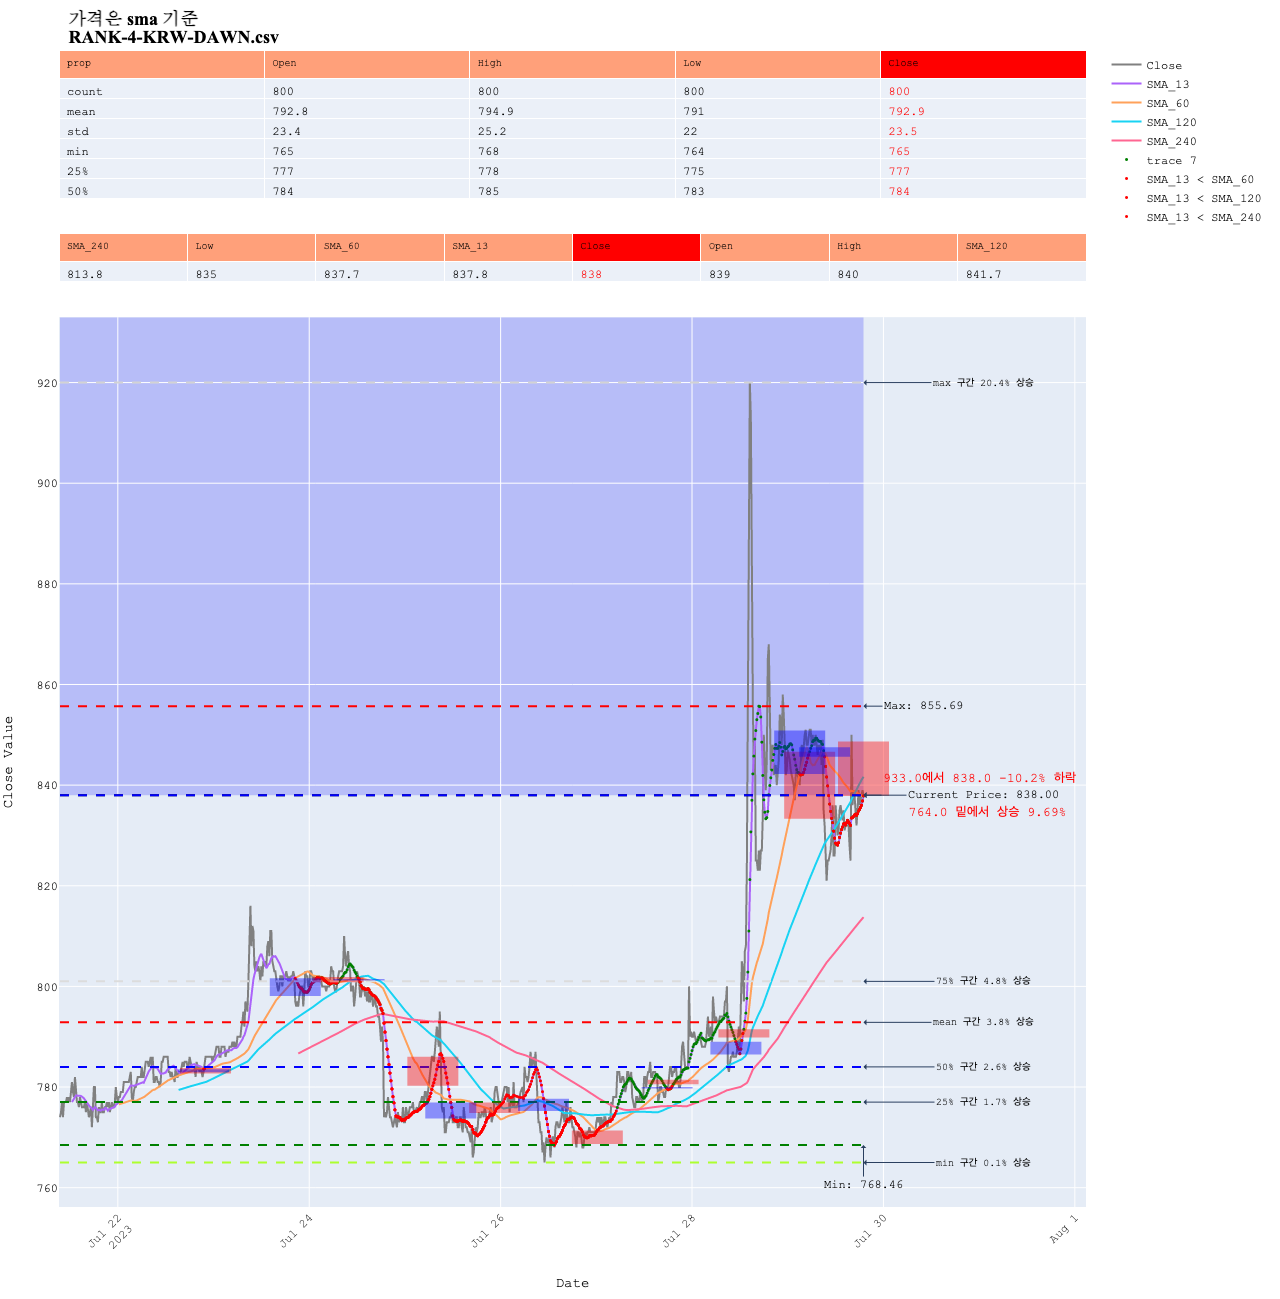 가격은 sma 기준
RANK-4-KRW-DAWN.csv
prop Open High Low Close
count 800 800 800 800
mean 792.8 794.9 791 792.9
std 23.4 25.2 22 23.5
min 765 768 764 765
25% 777 778 775 777
50% 784 785 783 784
SMA_240 Low SMA_60 SMA_13 Close Open High SMA_120
813.8 835 837.7 837.8 838 839 840 841.7
Close
SMA_13
SMA_60
SMA_120
SMA_240
trace 7
SMA_13 < SMA_60
SMA_13 < SMA_120
SMA_13 < SMA_240
Close Value
920
900
880
860
840
820
800
780
760
max 구간 20.4% 상승
Max: 855.69
933.0에서 838.0 -10.2% 하락
Current Price: 838.00
764.0 밑에서 상승 9.69%
75% 구간 4.8% 상승
mean 구간 3.8% 상승
50% 구간 2.6% 상승
25% 구간 1.7% 상승
min 구간 0.1% 상승
Min: 768.46
Jul 22
2023
Jul 24
Jul 26
Jul 28
Jul 30
Aug 1
Date